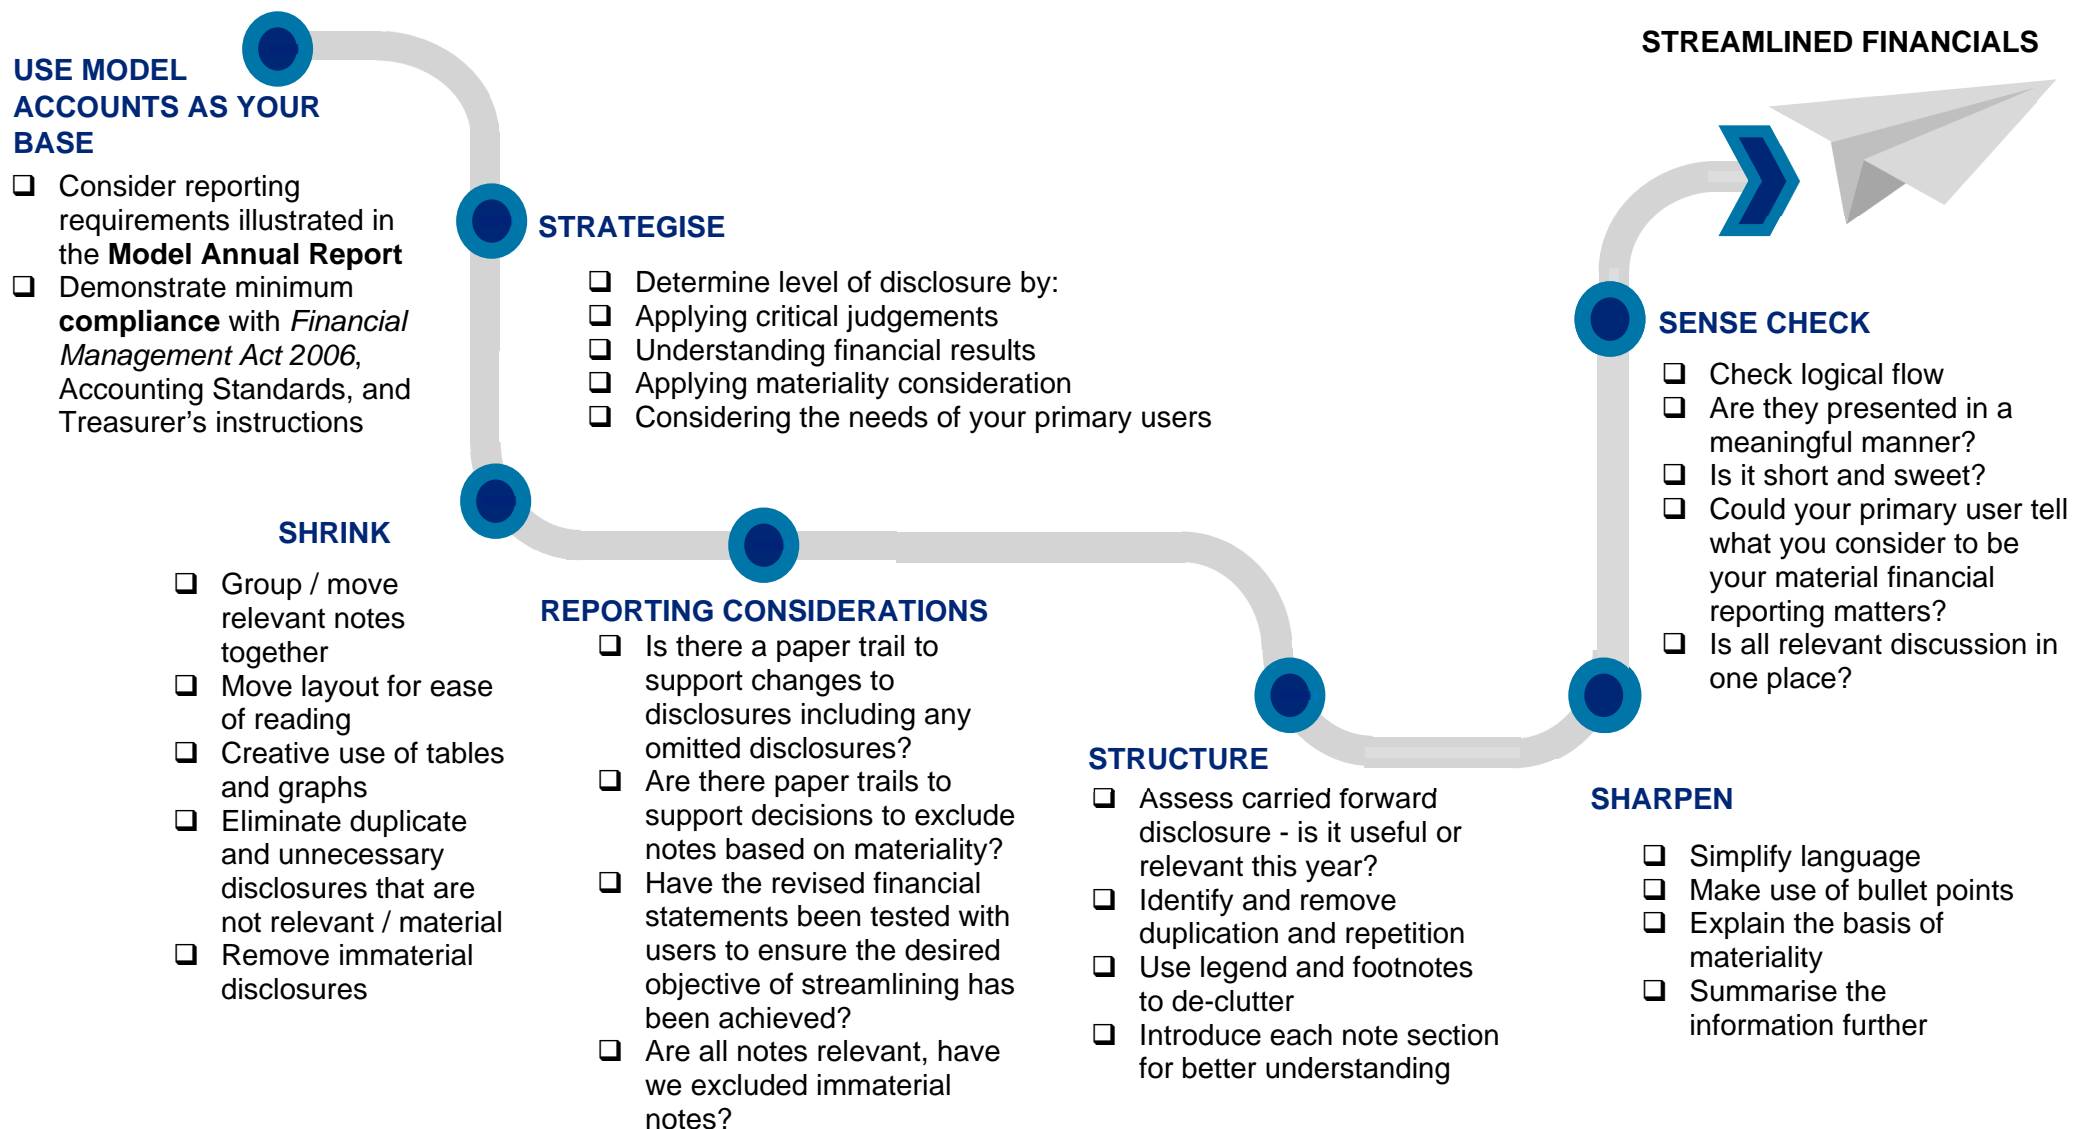 USE MODEL
ACCOUNTS AS YOUR
BASE
❑ Consider reporting
requirements illustrated in
the Model Annual Report
❑ Demonstrate minimum
compliance with Financial
Management Act 2006,
Accounting Standards, and
Treasurer’s instructions
STRATEGISE
❑ Determine level of disclosure by:
❑ Applying critical judgements
❑ Understanding financial results
❑ Applying materiality consideration
❑ Considering the needs of your primary users
SHRINK
❑ Group / move
relevant notes
together
❑ Move layout for ease
of reading
❑ Creative use of tables
and graphs
❑ Eliminate duplicate
and unnecessary
disclosures that are
not relevant / material
❑ Remove immaterial
disclosures
REPORTING CONSIDERATIONS
❑ Is there a paper trail to
support changes to
disclosures including any
omitted disclosures?
❑ Are there paper trails to
support decisions to exclude
notes based on materiality?
❑ Have the revised financial
statements been tested with
users to ensure the desired
objective of streamlining has
been achieved?
❑ Are all notes relevant, have
we excluded immaterial
notes?
STRUCTURE
❑ Assess carried forward
disclosure - is it useful or
relevant this year?
❑ Identify and remove
duplication and repetition
❑ Use legend and footnotes
to de-clutter
❑ Introduce each note section
for better understanding
SHARPEN
❑ Simplify language
❑ Make use of bullet points
❑ Explain the basis of
materiality
❑ Summarise the
information further
SENSE CHECK
❑ Check logical flow
❑ Are they presented in a
meaningful manner?
❑ Is it short and sweet?
❑ Could your primary user tell
what you consider to be
your material financial
reporting matters?
❑ Is all relevant discussion in
one place?
STREAMLINED FINANCIALS